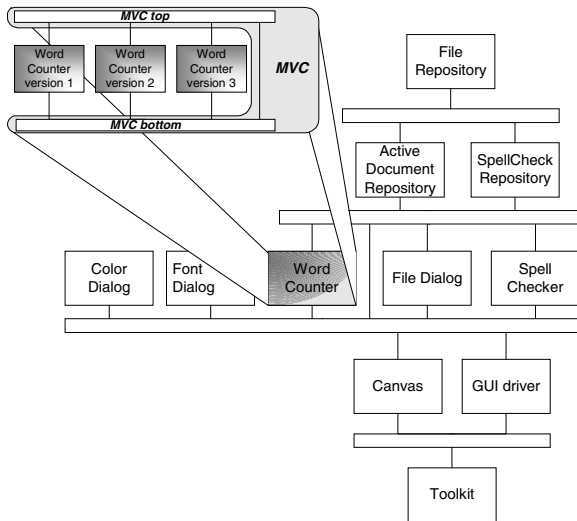 MVC top
Word
Counter
version 1
Word
Counter
version 2
Word
Counter
version 3
MVC
MVC bottom
File
Repository
Active
Document
Repository
SpellCheck
Repository
Color
Dialog
Font
Dialog
Word
Counter
File Dialog
Spell
Checker
Canvas
GUI driver
Toolkit